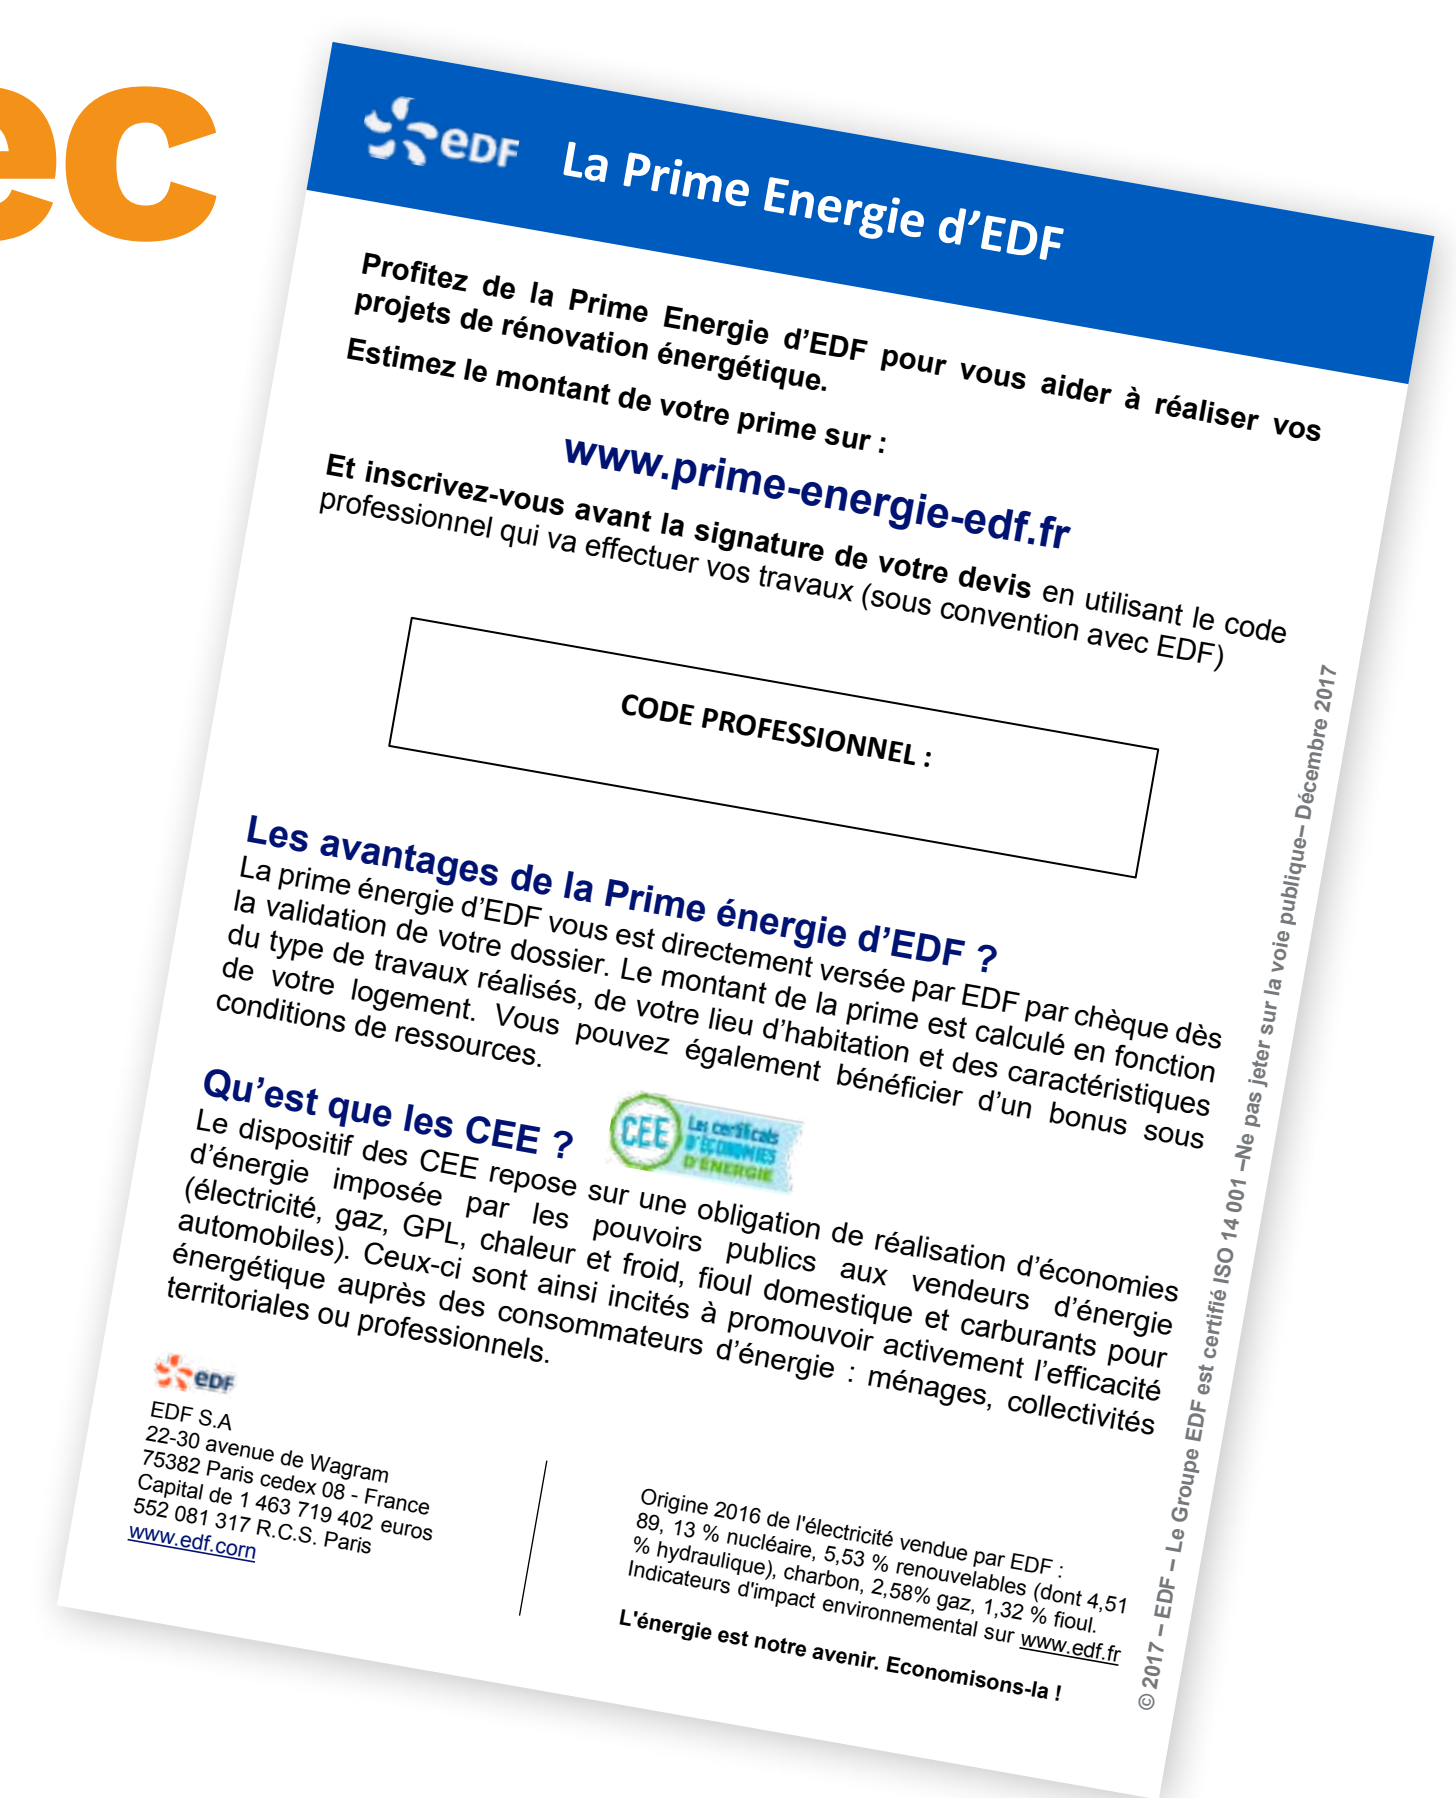 ec
eDF
La Prime Energie d’EDF
Profitez de la Prime Energie d’EDF pour vous aider à réaliser vos
projets de rénovation énergétique.
Estimez le montant de votre prime sur :
www.prime-energie-edf.fr
Et inscrivez-vous avant la signature de votre devis en utilisant le code
professionnel qui va effectuer vos travaux (sous convention avec EDF)
CODE PROFESSIONNEL :
Les avantages de la Prime énergie d’EDF ?
La prime énergie d’EDF vous est directement versée par EDF par chèque dès
la validation de votre dossier. Le montant de la prime est calculé en fonction
du type de travaux réalisés, de votre lieu d’habitation et des caractéristiques
de votre logement. Vous pouvez également bénéficier d’un bonus sous
conditions de ressources.
Qu’est que les CEE ?
CEE
Les certificats
D'ÉCONOMIES
D'ÉNERGIE
Le dispositif des CEE repose sur une obligation de réalisation d’économies
d’énergie imposée par les pouvoirs publics aux vendeurs d’énergie
(électricité, gaz, GPL, chaleur et froid, fioul domestique et carburants pour
automobiles). Ceux-ci sont ainsi incités à promouvoir activement l’efficacité
énergétique auprès des consommateurs d’énergie : ménages, collectivités
territoriales ou professionnels.
eDF
EDF S.A
22-30 avenue de Wagram
75382 Paris cedex 08 - France
Capital de 1 463 719 402 euros
552 081 317 R.C.S. Paris
www.edf.corn
Origine 2016 de l'électricité vendue par EDF :
89, 13 % nucléaire, 5,53 % renouvelables (dont 4,51
% hydraulique), charbon, 2,58% gaz, 1,32 % fioul.
Indicateurs d'impact environnemental sur www.edf.fr
L'énergie est notre avenir. Economisons-la !
© 2017 – EDF – Le Groupe EDF est certifié ISO 14 001 –Ne pas jeter sur la voie publique– Décembre 2017